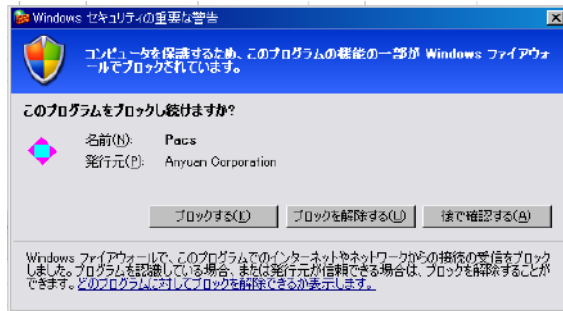 Windows セキュリティの重要な警告
コンピュータを保護するため、このプログラムの機能の一部が Windows ファイアウォ
ールでブロックされています。
このプログラムをブロックし続けますか?
名前(N): Pacs
発行元(P): Anyuan Corporation
ブロックする(K) ブロックを解除する(U) 後で確認する(A)
Windows ファイアウォールで、このプログラムでのインターネットやネットワークからの接続の受信をブロック
しました。プログラムを認識している場合、または発行元が信頼できる場合は、ブロックを解除することが
できます。どのプログラムに対してブロックを解除できるか表示します。